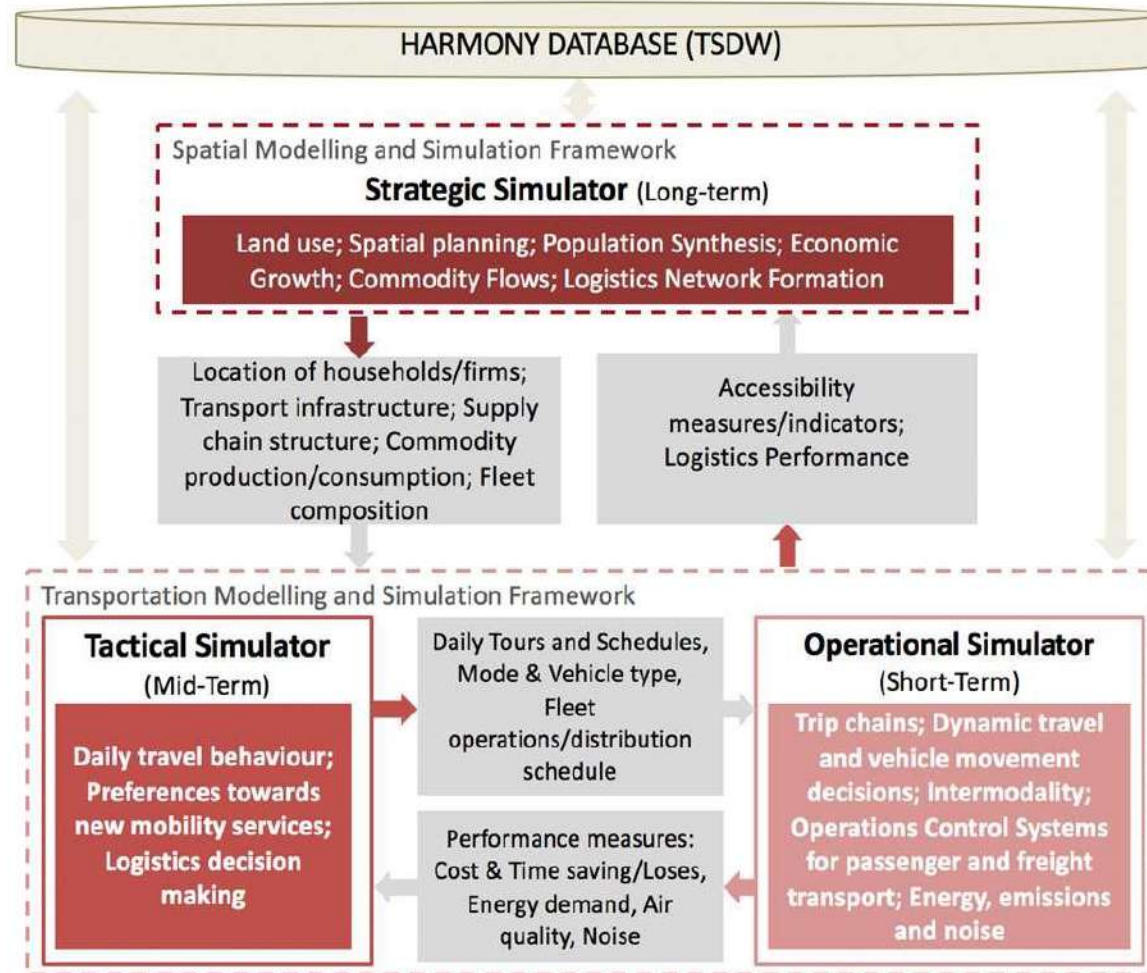 HARMONY DATABASE (TSDW)
Spatial Modelling and Simulation Framework
Strategic Simulator (Long-term)
Land use; Spatial planning; Population Synthesis; Economic
Growth; Commodity Flows; Logistics Network Formation
Location of households/firms;
Transport infrastructure; Supply
chain structure; Commodity
production/consumption; Fleet
composition
Accessibility
measures/indicators;
Logistics Performance
Transportation Modelling and Simulation Framework
Tactical Simulator
(Mid-Term)
Daily travel behaviour;
Preferences towards
new mobility services;
Logistics decision
making
Daily Tours and Schedules,
Mode & Vehicle type,
Fleet
operations/distribution
schedule
Performance measures:
Cost & Time saving/Loses,
Energy demand, Air
quality, Noise
Operational Simulator
(Short-Term)
Trip chains; Dynamic travel
and vehicle movement
decisions; Intermodality;
Operations Control Systems
for passenger and freight
transport; Energy, emissions
and noise